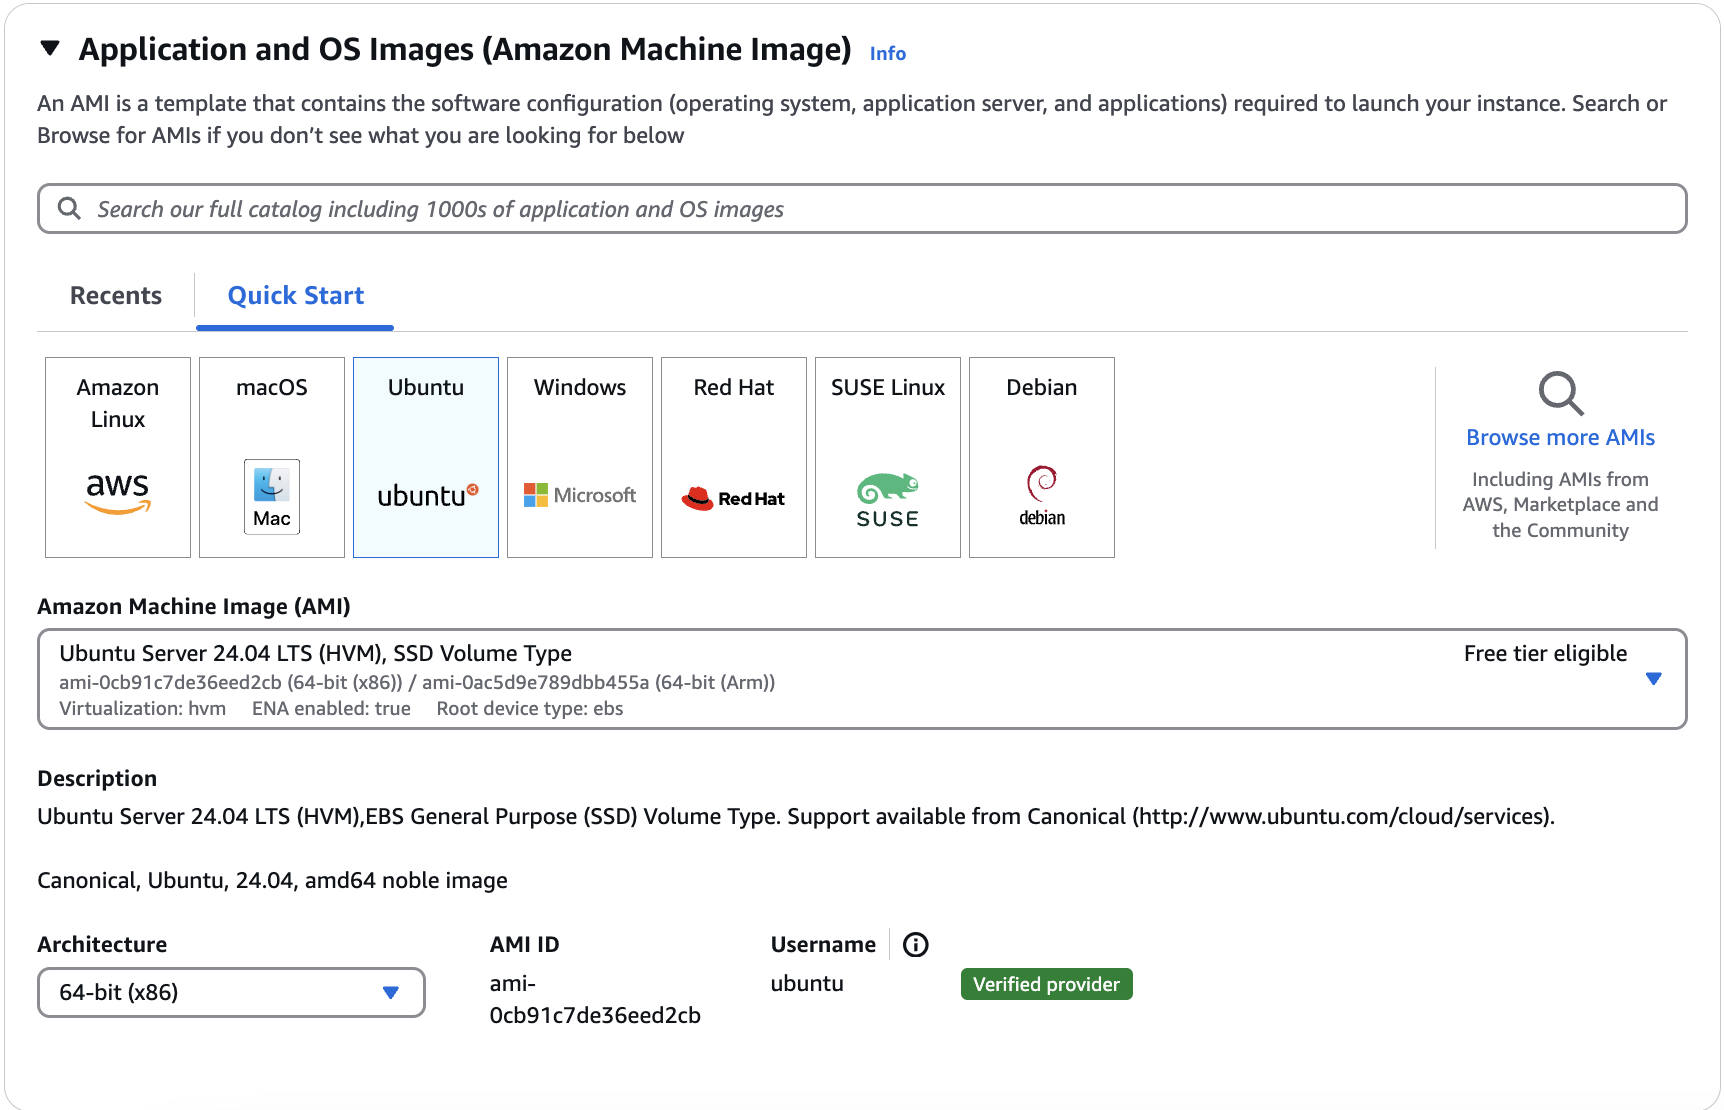 Application and OS Images (Amazon Machine Image) Info
An AMI is a template that contains the software configuration (operating system, application server, and applications) required to launch your instance. Search or
Browse for AMIs if you don’t see what you are looking for below
Search our full catalog including 1000s of application and OS images
Recents
Quick Start
Amazon
Linux
aws
macOS
Mac
Ubuntu
ubuntu
Windows
Microsoft
Red Hat
Red Hat
SUSE Linux
SUSE
Debian
debian
Browse more AMIs
Including AMIs from
AWS, Marketplace and
the Community
Amazon Machine Image (AMI)
Ubuntu Server 24.04 LTS (HVM), SSD Volume Type
Free tier eligible
ami-0cb91c7de36eed2cb (64-bit (x86)) / ami-0ac5d9e789dbb455a (64-bit (Arm))
Virtualization: hvm ENA enabled: true Root device type: ebs
Description
Ubuntu Server 24.04 LTS (HVM),EBS General Purpose (SSD) Volume Type. Support available from Canonical (http://www.ubuntu.com/cloud/services).
Canonical, Ubuntu, 24.04, amd64 noble image
Architecture
64-bit (x86)
AMI ID
ami-
0cb91c7de36eed2cb
Username
ubuntu
Verified provider